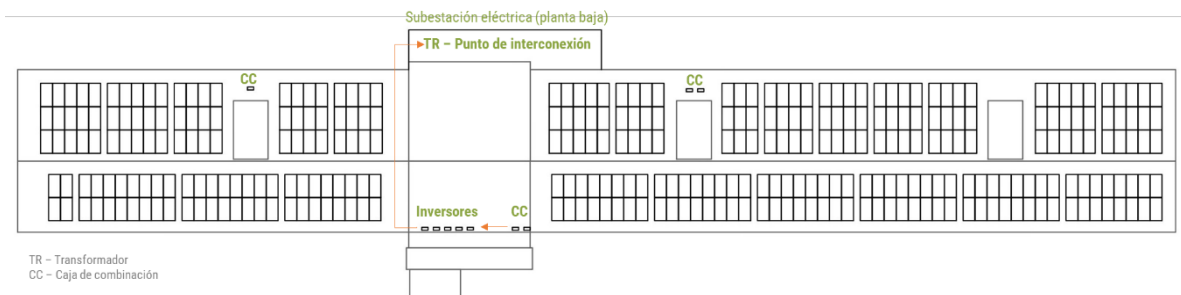 Subestación eléctrica (planta baja)
TR – Punto de interconexión
CC
CC
Inversores
CC
TR – Transformador
CC – Caja de combinación